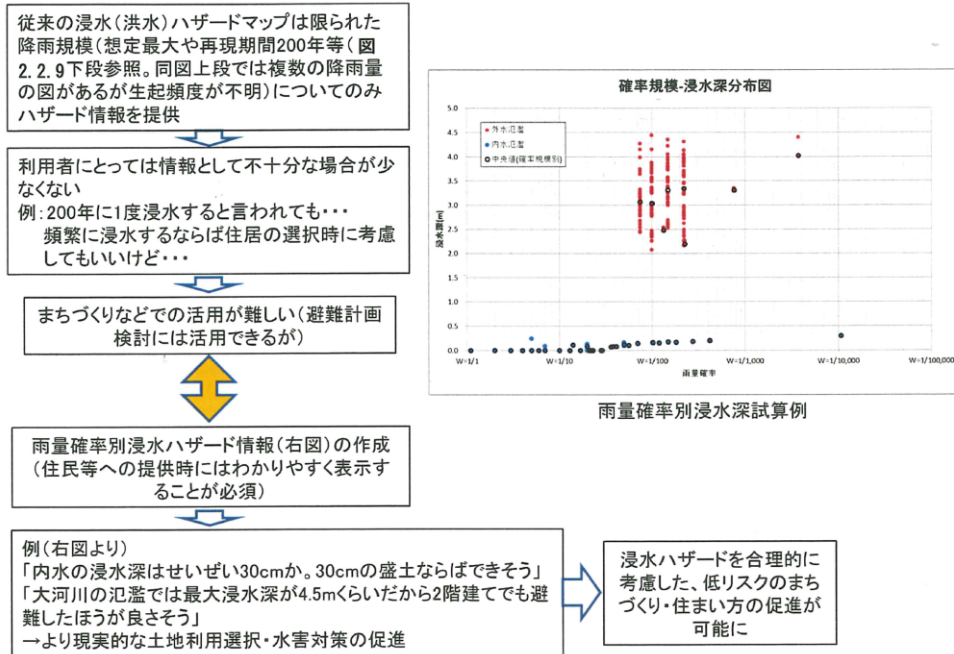 従来の浸水(洪水)ハザードマップは限られた
降雨規模(想定最大や再現期間200年等(図
2.2.9下段参照。同図上段では複数の降雨量
の図があるが生起頻度が不明)についてのみ
ハザード情報を提供
利用者にとっては情報として不十分な場合が少
なくない
例:200年に1度浸水すると言われても・・・
頻繁に浸水するならば住居の選択時に考慮
してもいいけど・・・
まちづくりなどでの活用が難しい(避難計画
検討には活用できるが)
雨量確率別浸水ハザード情報(右図)の作成
(住民等への提供時にはわかりやすく表示す
ることが必須)
例(右図より)
「内水の浸水深はせいぜい30cmか。30cmの盛土ならばできそう」
「大河川の氾濫では最大浸水深が4.5mくらいだから2階建てでも避
難したほうが良さそう」
→より現実的な土地利用選択・水害対策の促進
確率規模-浸水深分布図
外水氾濫
内水氾濫
中央値(確率規模別)
浸水深(m)
5.0
4.5
4.0
3.5
3.0
2.5
2.0
1.5
1.0
0.5
0.0
W=1/1
W=1/10
W=1/100
W=1/1,000
W=1/10,000
W=1/100,000
雨量確率
雨量確率別浸水深試算例
浸水ハザードを合理的に
考慮した、低リスクのまち
づくり・住まい方の促進が
可能に